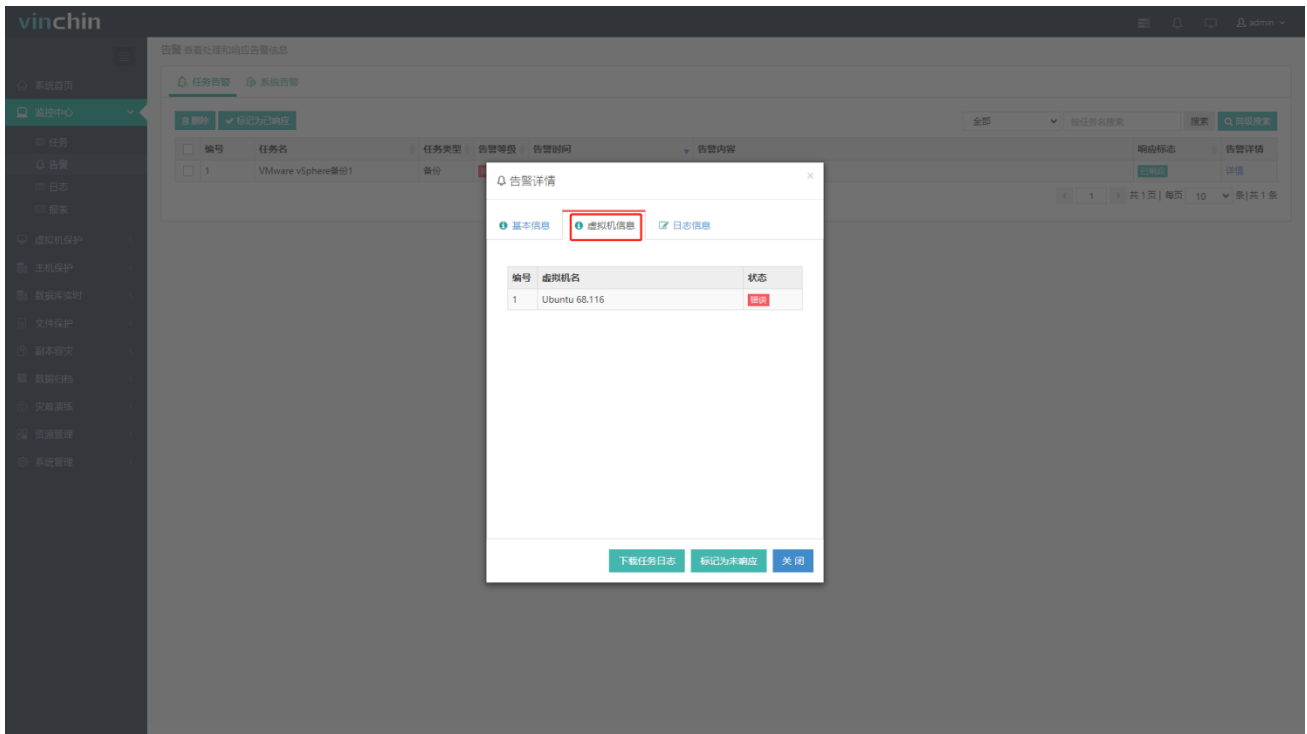 vinchin
admin
告警 查看处理和响应告警信息
系统首页
监控中心
任务
告警
日志
报表
虚拟机保护
主机保护
数据库实时
文件保护
副本容灾
数据归档
灾难演练
资源管理
系统管理
任务告警 系统告警
删除 标记为已响应
全部 按任务名搜索 搜索 高级搜索
编号 任务名 任务类型 告警等级 告警时间 告警内容 响应标志 告警详情
1 VMware vSphere备份1 备份 已响应 详情
1 共1页| 每页 10 条|共1条
告警详情
基本信息 虚拟机信息 日志信息
编号 虚拟机名 状态
1 Ubuntu 68.116 错误
下载任务日志 标记为未响应 关闭